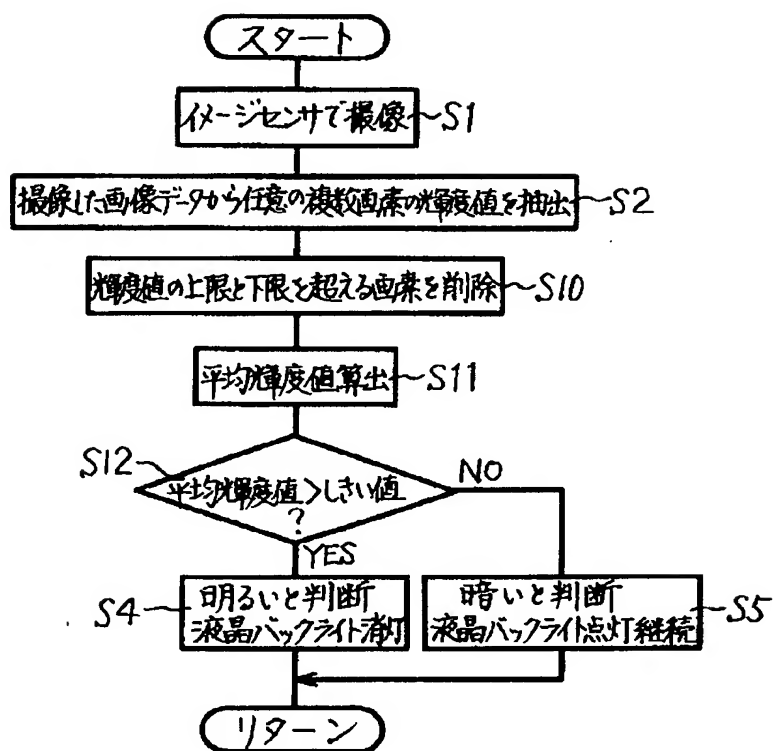 スタート
イメージセンサで撮像
S1
撮像した画像データから任意の複数画素の輝度値を抽出
S2
輝度値の上限と下限を超える画素を削除
S10
平均輝度値算出
S11
S12
平均輝度値>しきい値
?
NO
YES
S4
明るいと判断
液晶バックライト消灯
暗いと判断
液晶バックライト点灯継続
S5
リターン